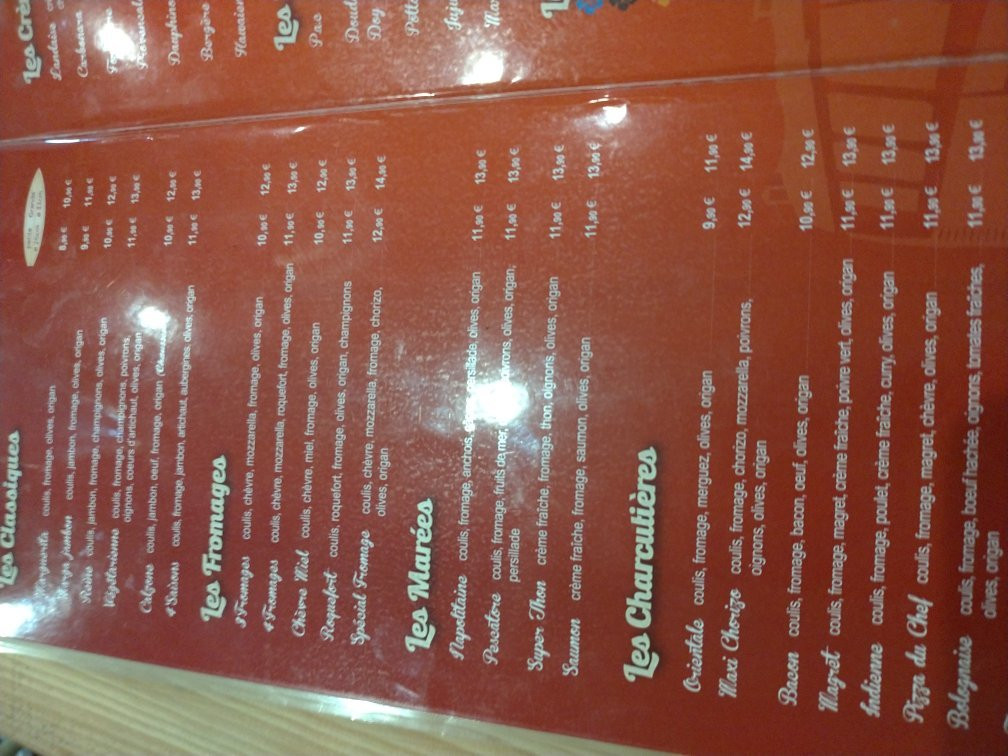 Les Classiques
coulis, fromage, olives, origan 8,90 € 10,90 €
coulis, jambon, fromage, olives, origan 9,90 € 11,90 €
Reine coulis, jambon, fromage, champignons, olives, origan 10,90 € 12,90 €
Végétarienne coulis, fromage, champignons, poivrons, 11,90 € 13,90 €
oignons, coeurs d'artichaut, olives, origan
Calzone coulis, jambon, oeuf, fromage, origan 10,90 € 12,90 €
4 Saisons coulis, fromage, jambon, artichaut, aubergines, olives, origan 11,90 € 13,90 €
Les Fromages
3 Fromages coulis, chèvre, mozzarella, fromage, olives, origan 10,90 € 12,90 €
4 Fromages coulis, chèvre, mozzarella, roquefort, fromage, olives, origan 11,90 € 13,90 €
Chèvre Miel coulis, chèvre, miel, fromage, olives, origan 10,90 € 12,90 €
Roquefort coulis, roquefort, fromage, olives, origan, champignons 11,90 € 13,90 €
Spécial Fromage coulis, chèvre, mozzarella, fromage, chorizo, 12,90 € 14,90 €
olives, origan
Les Marées
Napolitaine coulis, fromage, anchois, persillade, olives, origan 11,90 € 13,90 €
Pescatore coulis, fromage, fruits de mer, poivrons, olives, origan, 11,90 € 13,90 €
persillade
Super Thon crème fraîche, fromage, thon, oignons, olives, origan 11,90 € 13,90 €
Saumon crème fraîche, fromage, saumon, olives, origan 11,90 € 13,90 €
Les Charcutières
Orientale coulis, fromage, merguez, olives, origan 9,90 € 11,90 €
Maxi Chorizo coulis, fromage, chorizo, mozzarella, poivrons, 12,90 € 14,90 €
oignons, olives, origan
Bacon coulis, fromage, bacon, oeuf, olives, origan 10,90 € 12,90 €
Magret coulis, fromage, magret, crème fraîche, poivre vert, olives, origan 11,90 € 13,90 €
Indienne coulis, fromage, poulet, crème fraîche, curry, olives, origan 11,90 € 13,90 €
Pizza du Chef coulis, fromage, magret, chèvre, olives, origan 11,90 € 13,90 €
Bolognaise coulis, fromage, boeuf hachée, oignons, tomates fraîches, 11,90 € 13,90 €
olives, origan
Les
Landaise
Dauphine
Bergère
Les